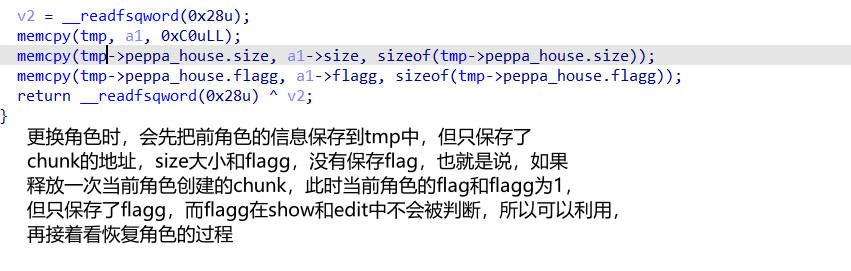 v2 = __readfsqword(0x28u);
memcpy(tmp, a1, 0xC0uLL);
memcpy(tmp->peppa_house.size, a1->size, sizeof(tmp->peppa_house.size));
memcpy(tmp->peppa_house.flagg, a1->flagg, sizeof(tmp->peppa_house.flagg));
return __readfsqword(0x28u) ^ v2;
}
更换角色时，会先把前角色的信息保存到tmp中，但只保存了
chunk的地址，size大小和flagg，没有保存flag，也就是说，如果
释放一次当前角色创建的chunk，此时当前角色的flag和flagg为1，
但只保存了flagg，而flagg在show和edit中不会被判断，所以可以利用，
再接着看恢复角色的过程